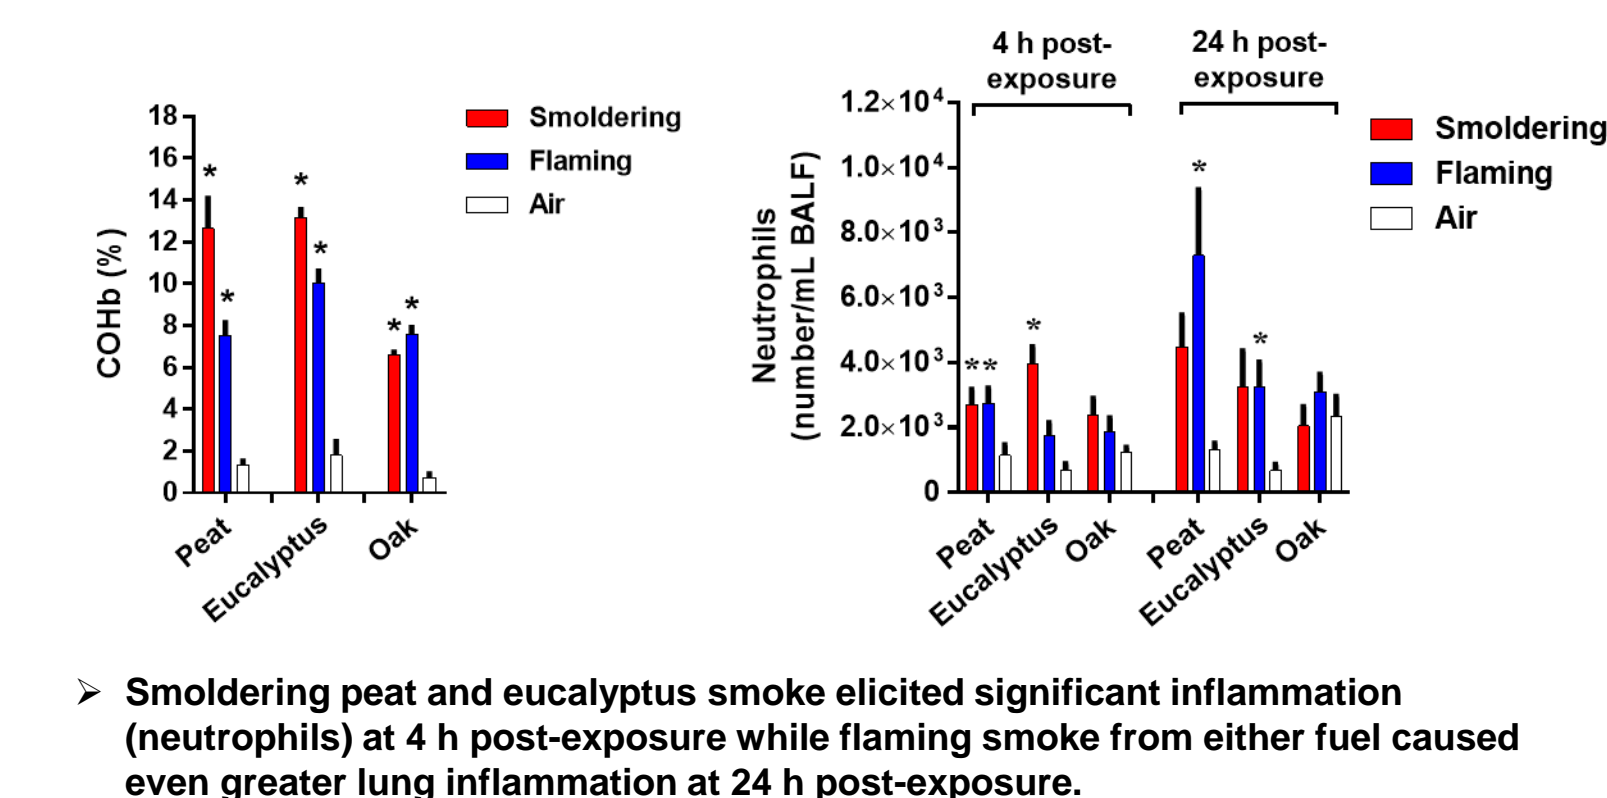 18
16
14
12
10
8
6
4
2
0
COHb (%)
*
*
*
*
*
*
Peat
Eucalyptus
Oak
Smoldering
Flaming
Air
4 h post-
exposure
24 h post-
exposure
1.2×10⁴
1.0×10⁴
8.0×10³
6.0×10³
4.0×10³
2.0×10³
0
Neutrophils
(number/mL BALF)
**
*
*
*
Peat
Eucalyptus
Oak
Peat
Eucalyptus
Oak
Smoldering
Flaming
Air
➢ Smoldering peat and eucalyptus smoke elicited significant inflammation
(neutrophils) at 4 h post-exposure while flaming smoke from either fuel caused
even greater lung inflammation at 24 h post-exposure.